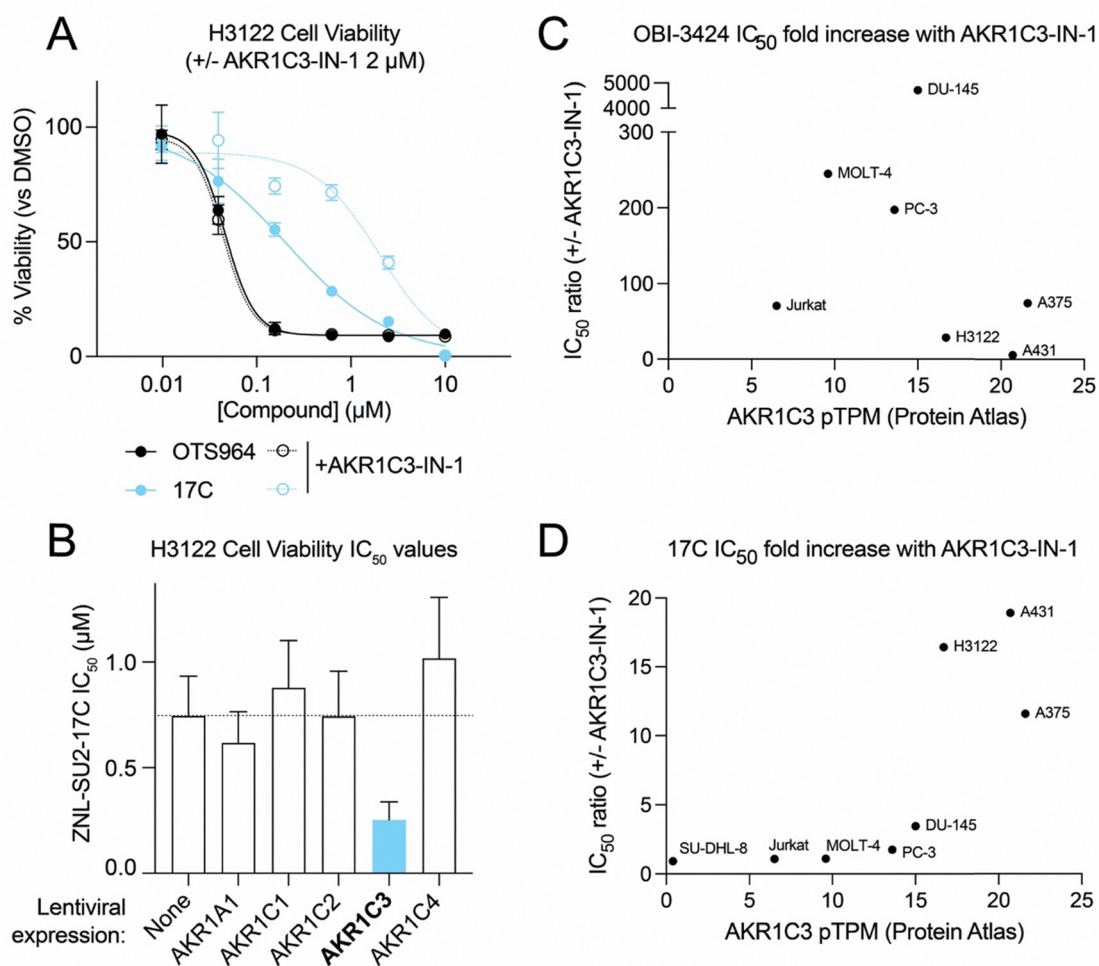 A
H3122 Cell Viability
(+/- AKR1C3-IN-1 2 µM)
% Viability (vs DMSO)
100
50
0
0.01
0.1
1
10
[Compound] (µM)
OTS964
17C
+AKR1C3-IN-1
B
H3122 Cell Viability IC50 values
ZNL-SU2-17C IC50 (µM)
1.0
0.5
0.0
Lentiviral
expression:
None
AKR1A1
AKR1C1
AKR1C2
AKR1C3
AKR1C4
C
OBI-3424 IC50 fold increase with AKR1C3-IN-1
IC50 ratio (+/- AKR1C3-IN-1)
5000
4000
300
200
100
0
DU-145
MOLT-4
PC-3
Jurkat
A375
H3122
A431
0
5
10
15
20
25
AKR1C3 pTPM (Protein Atlas)
D
17C IC50 fold increase with AKR1C3-IN-1
IC50 ratio (+/- AKR1C3-IN-1)
20
15
10
5
0
A431
H3122
A375
DU-145
SU-DHL-8
Jurkat
MOLT-4
PC-3
0
5
10
15
20
25
AKR1C3 pTPM (Protein Atlas)